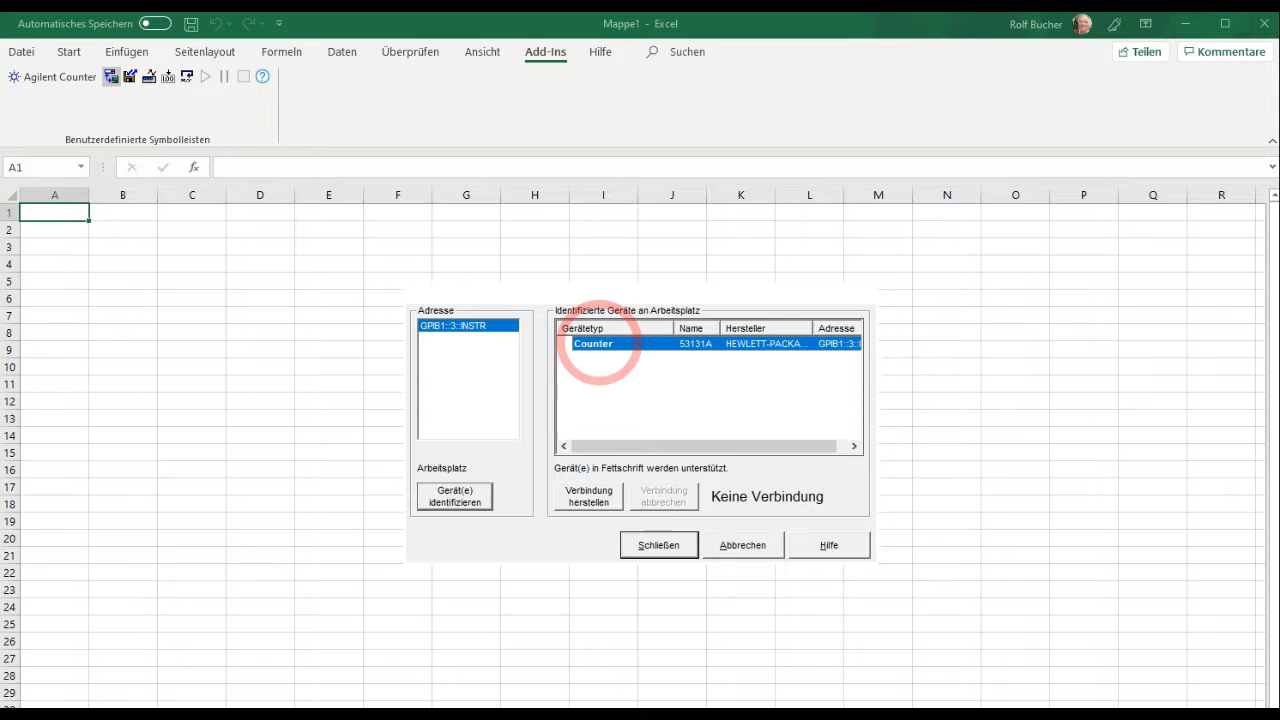 Automatisches Speichern
Mappe1 - Excel
Rolf Bucher
Datei Start Einfügen Seitenlayout Formeln Daten Überprüfung Ansicht Add-Ins Hilfe Suchen Teilen Kommentare
Agilent Counter
Benutzerdefinierte Symbolleisten
A1 fx
A B C D E F G H I J K L M N O P Q R
1
2
3
4
5
6
7
8
9
10
11
12
13
14
15
16
17
18
19
20
21
22
23
24
25
26
27
28
29
Adresse
GPIB1::3::INSTR
Arbeitsplatz
Gerät(e)
identifizieren
Identifizierte Geräte an Arbeitsplatz
Gerätetyp Name Hersteller Adresse
Counter 53131A HEWLETT-PACKA... GPIB1::3::I
Gerät(e) in Fettschrift werden unterstützt.
Verbindung
herstellen
Verbindung
abbrechen
Keine Verbindung
Schließen Abbrechen Hilfe